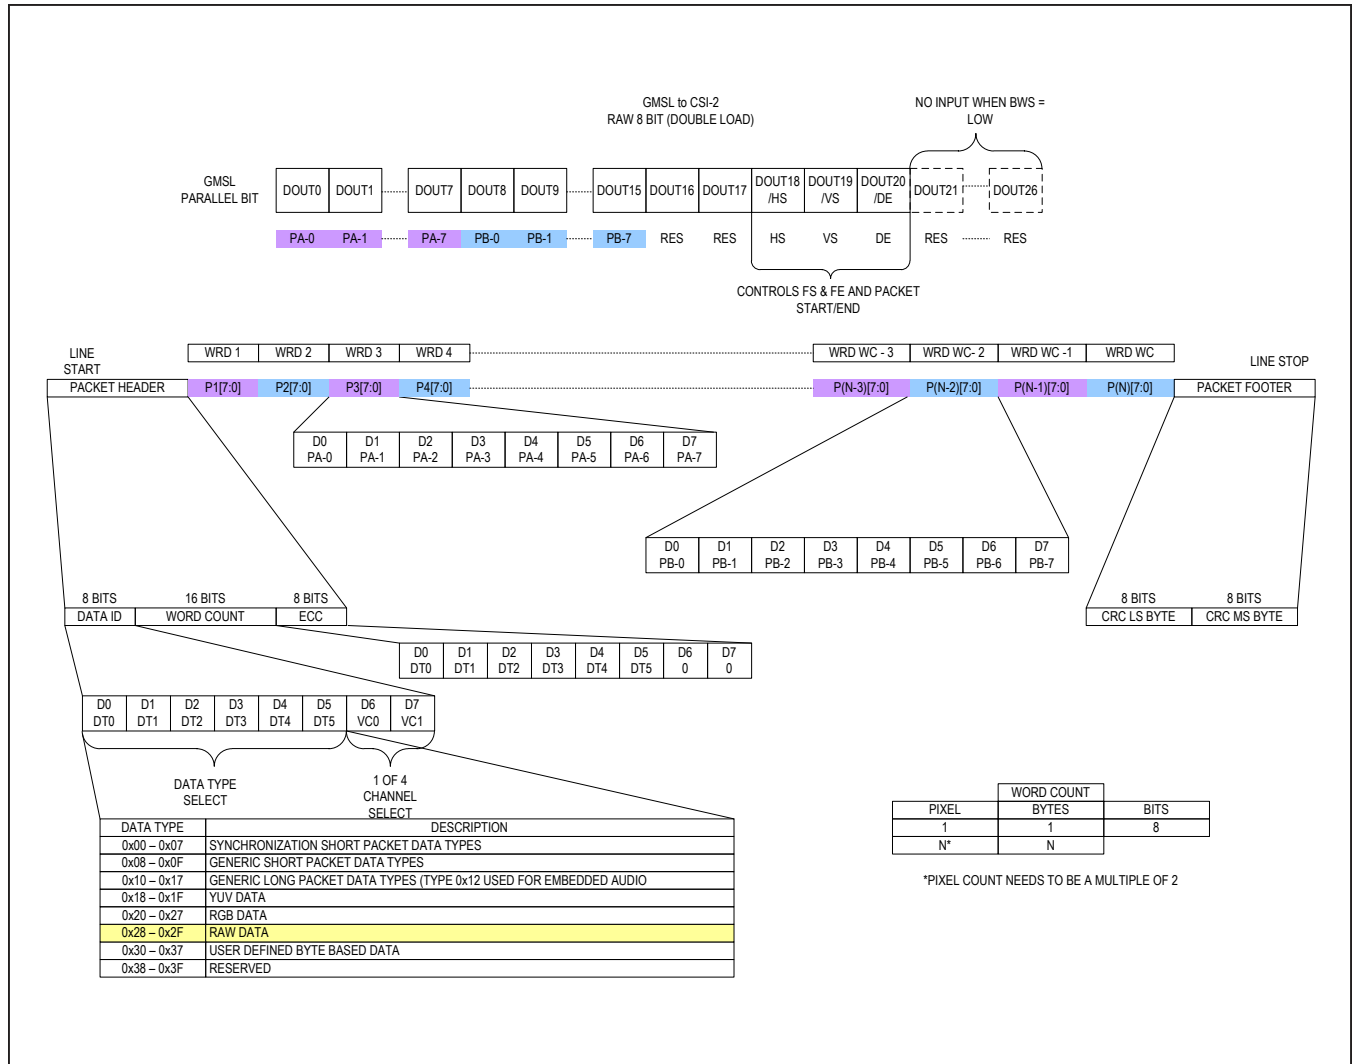 GMSL to CSI-2
RAW 8 BIT (DOUBLE LOAD)
NO INPUT WHEN BWS =
LOW
GMSL
PARALLEL BIT
DOUT0 DOUT1 DOUT7 DOUT8 DOUT9 DOUT15 DOUT16 DOUT17 DOUT18 /HS DOUT19 /VS DOUT20 /DE DOUT21 DOUT26
PA-0 PA-1 PA-7 PB-0 PB-1 PB-7 RES RES HS VS DE RES RES
CONTROLS FS & FE AND PACKET
START/END
LINE
START
WRD 1 WRD 2 WRD 3 WRD 4 WRD WC - 3 WRD WC- 2 WRD WC -1 WRD WC
LINE STOP
PACKET HEADER P1[7:0] P2[7:0] P3[7:0] P4[7:0] P(N-3)[7:0] P(N-2)[7:0] P(N-1)[7:0] P(N)[7:0] PACKET FOOTER
D0 D1 D2 D3 D4 D5 D6 D7
PA-0 PA-1 PA-2 PA-3 PA-4 PA-5 PA-6 PA-7
D0 D1 D2 D3 D4 D5 D6 D7
PB-0 PB-1 PB-2 PB-3 PB-4 PB-5 PB-6 PB-7
8 BITS 16 BITS 8 BITS
DATA ID WORD COUNT ECC
8 BITS 8 BITS
CRC LS BYTE CRC MS BYTE
D0 D1 D2 D3 D4 D5 D6 D7
DT0 DT1 DT2 DT3 DT4 DT5 0 0
D0 D1 D2 D3 D4 D5 D6 D7
DT0 DT1 DT2 DT3 DT4 DT5 VC0 VC1
DATA TYPE
SELECT
1 OF 4
CHANNEL
SELECT
DATA TYPE DESCRIPTION
0x00 – 0x07 SYNCHRONIZATION SHORT PACKET DATA TYPES
0x08 – 0x0F GENERIC SHORT PACKET DATA TYPES
0x10 – 0x17 GENERIC LONG PACKET DATA TYPES (TYPE 0x12 USED FOR EMBEDDED AUDIO
0x18 – 0x1F YUV DATA
0x20 – 0x27 RGB DATA
0x28 – 0x2F RAW DATA
0x30 – 0x37 USER DEFINED BYTE BASED DATA
0x38 – 0x3F RESERVED
WORD COUNT
PIXEL BYTES BITS
1 1 8
N* N
*PIXEL COUNT NEEDS TO BE A MULTIPLE OF 2